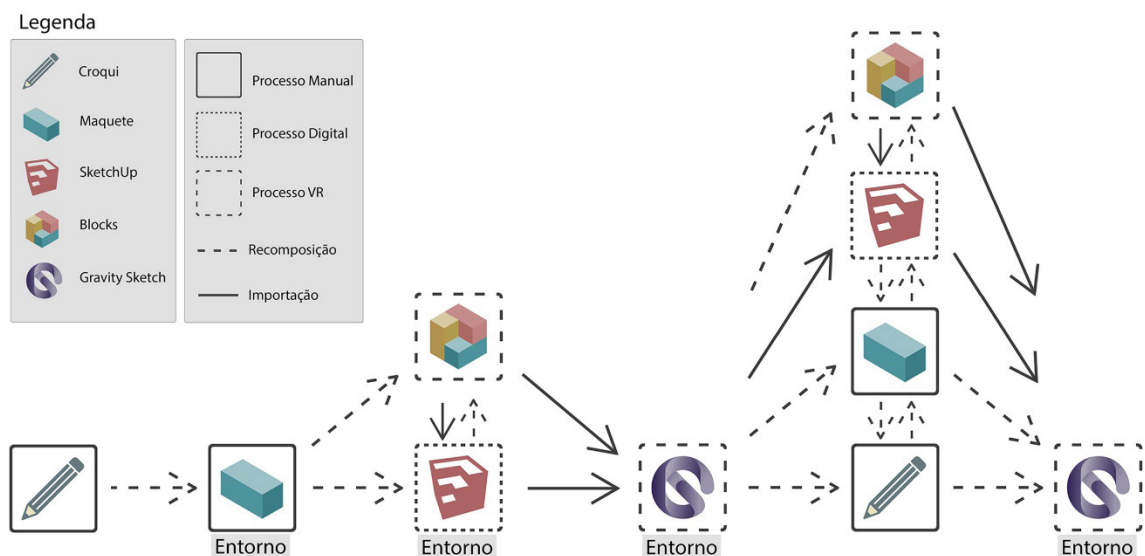 Legenda
Croqui
Maquete
SketchUp
Blocks
Gravity Sketch
Processo Manual
Processo Digital
Processo VR
Recomposição
Importação
Entorno
Entorno
Entorno
Entorno